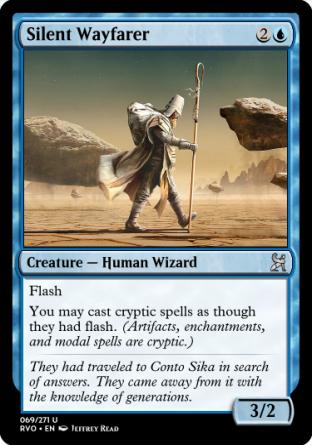 Silent Wayfarer 2
Creature — Human Wizard
Flash
You may cast cryptic spells as though
they had flash. (Artifacts, enchantments,
and modal spells are cryptic.)
They had traveled to Conto Sika in search
of answers. They came away from it with
the knowledge of generations.
3/2
069/271 U
RVO • EN Jeffrey Read